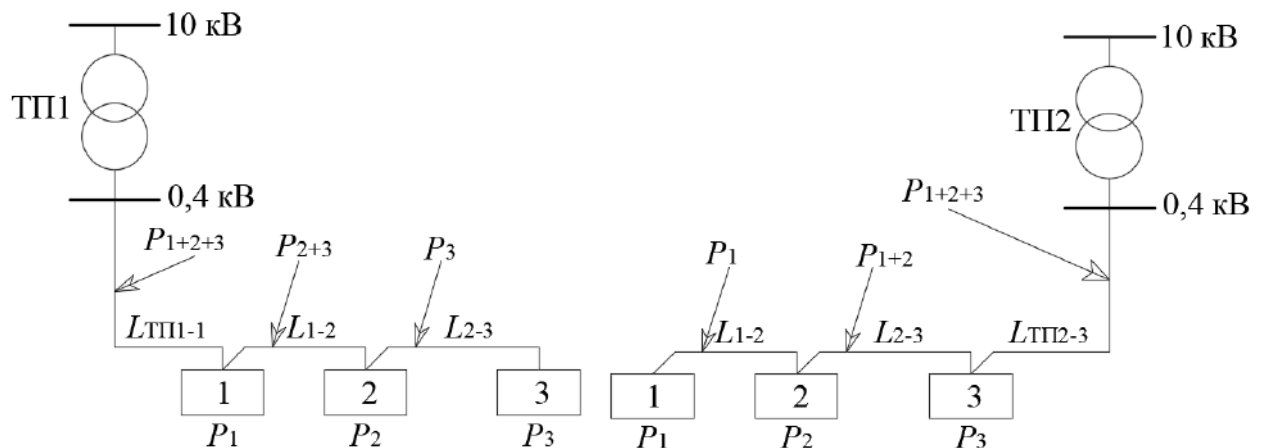 10 кВ
10 кВ
ТП1
ТП2
0,4 кВ
P1+2+3
0,4 кВ
P1+2+3
P2+3
P3
P1
P1+2
LТП1-1
L1-2
L2-3
L1-2
L2-3
LТП2-3
1
2
3
1
2
3
P1
P2
P3
P1
P2
P3